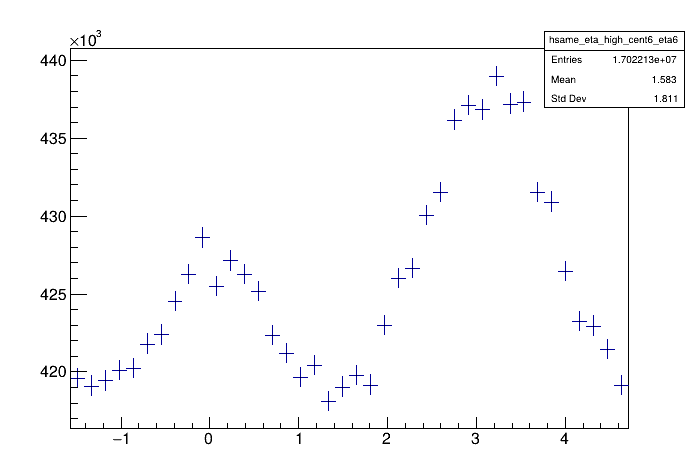 ×10³
hsame_eta_high_cent6_eta6
Entries 1.702213e+07
Mean 1.583
Std Dev 1.811
440
435
430
425
420
−1 0 1 2 3 4